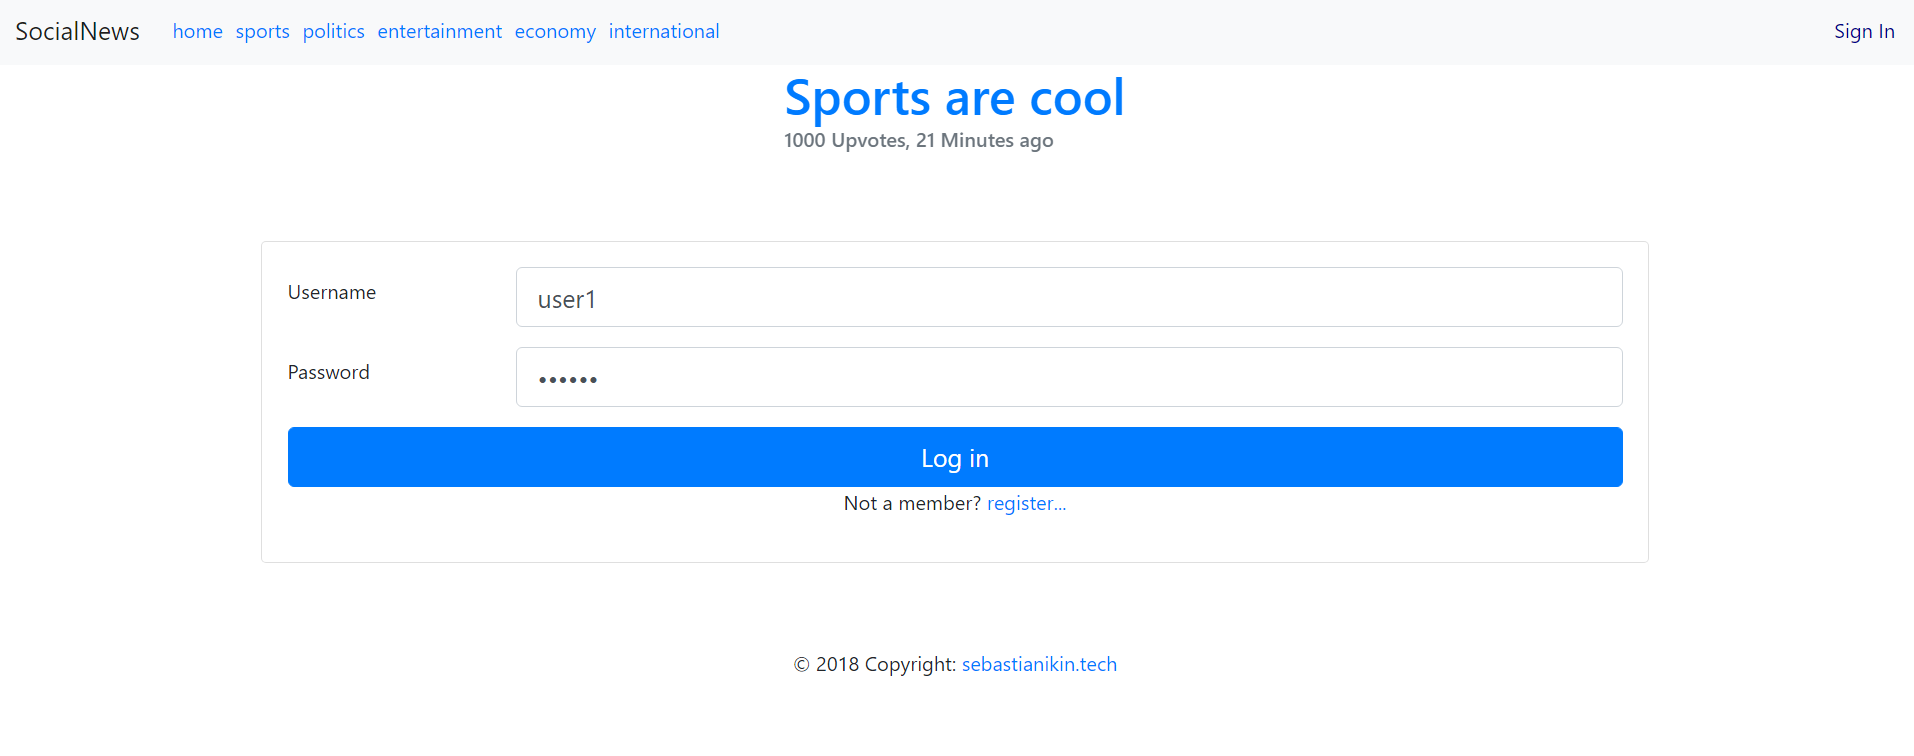 SocialNews home sports politics entertainment economy international Sign In
Sports are cool
1000 Upvotes, 21 Minutes ago
Username user1
Password ••••••
Log in
Not a member? register...
© 2018 Copyright: sebastianikin.tech